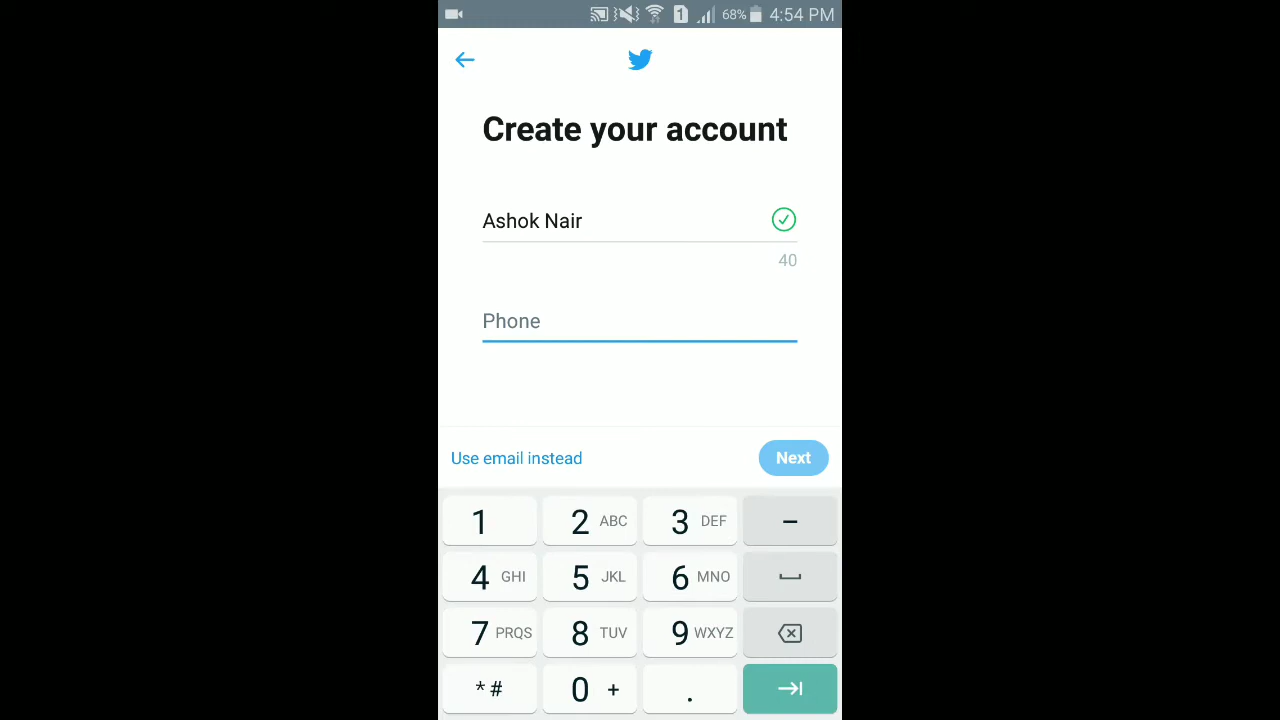 1 68% 4:54 PM
Create your account
Ashok Nair
40
Phone
Use email instead Next
1 2 ABC 3 DEF -
4 GHI 5 JKL 6 MNO
7 PRQS 8 TUV 9 WXYZ
* # 0 + .